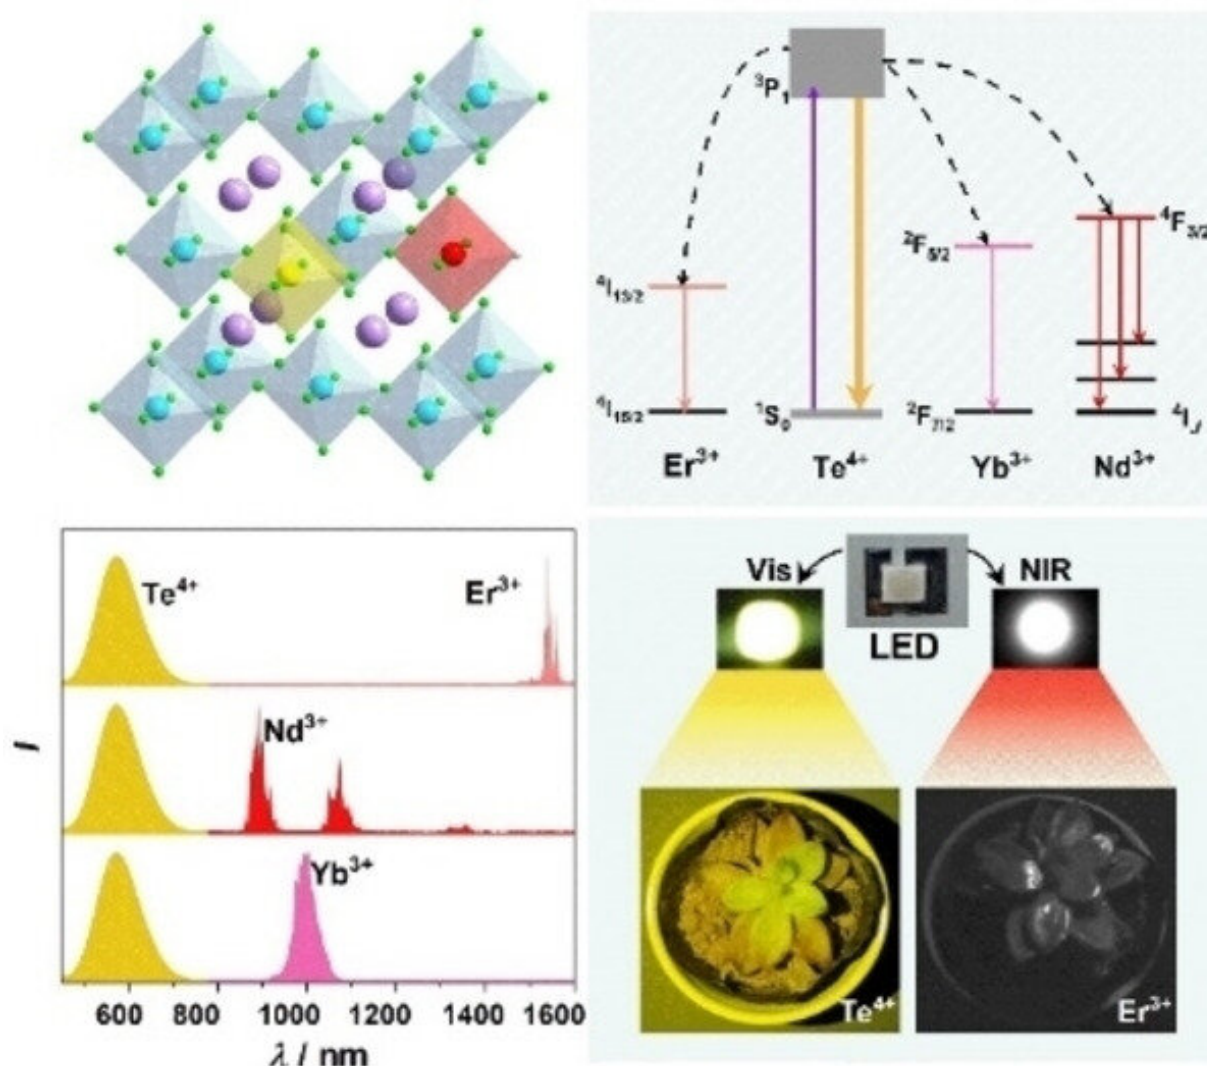 ³P₁
⁴F₃/₂
²F₅/₂
⁴I₁₃/₂
⁴I₁₅/₂
¹S₀
²F₇/₂
⁴I_J
Er³⁺
Te⁴⁺
Yb³⁺
Nd³⁺
Te⁴⁺
Er³⁺
Nd³⁺
Yb³⁺
I
600 800 1000 1200 1400 1600
λ / nm
Vis
NIR
LED
Te⁴⁺
Er³⁺